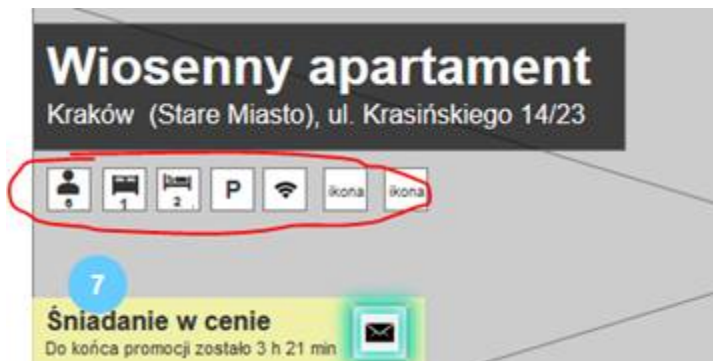 Wiosenny apartament
Kraków (Stare Miasto), ul. Krasińskiego 14/23
6 1 2 P ikona ikona
7
Śniadanie w cenie
Do końca promocji zostało 3 h 21 min